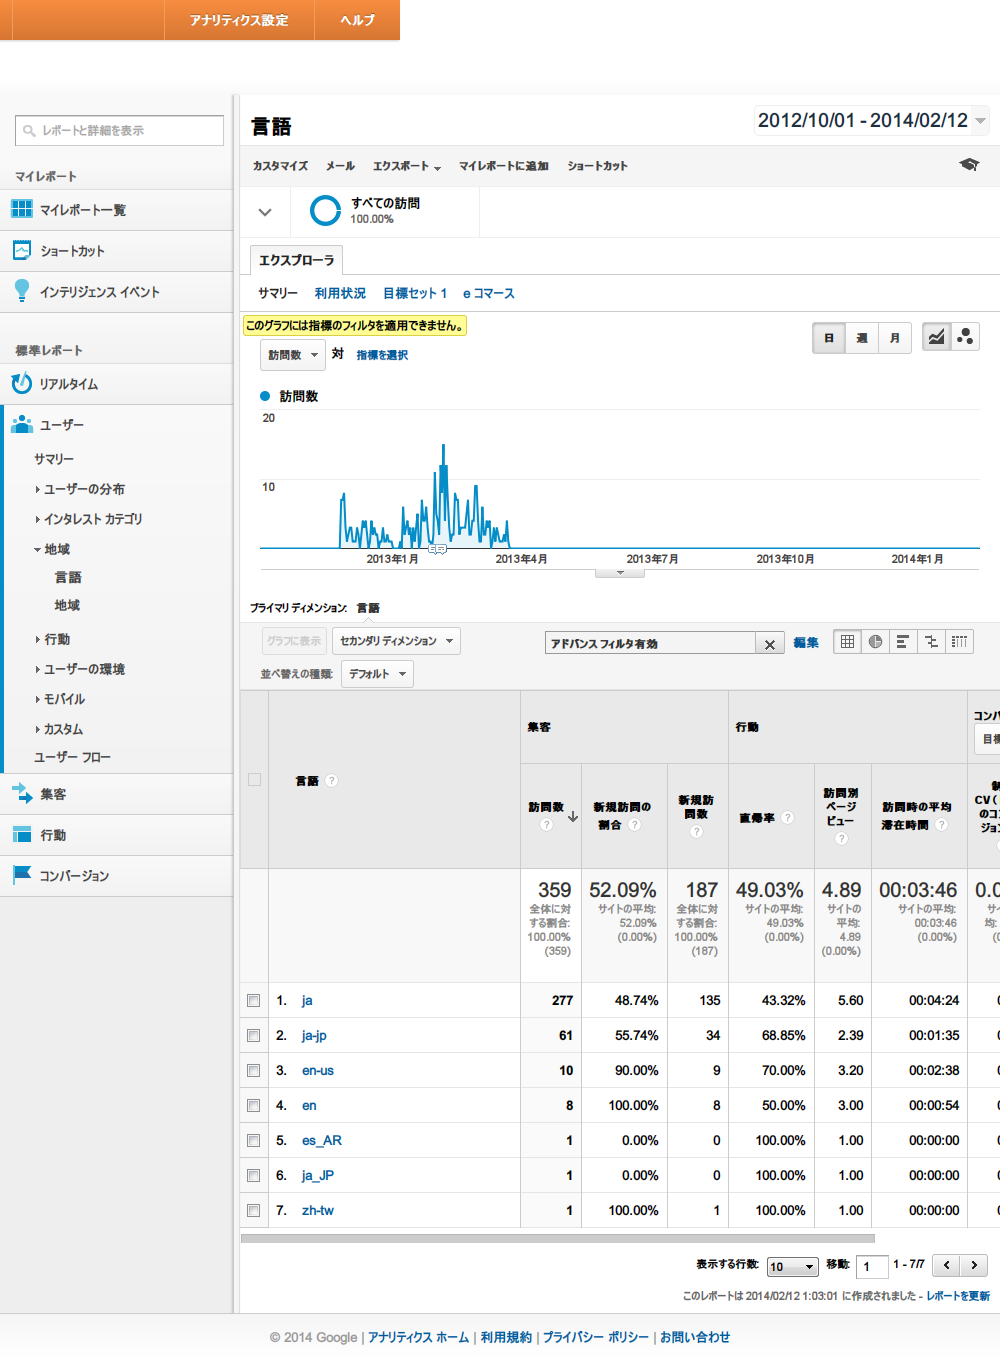 アナリティクス設定 ヘルプ
レポートと詳細を表示
マイレポート
マイレポート一覧
ショートカット
インテリジェンス イベント
標準レポート
リアルタイム
ユーザー
サマリー
ユーザーの分布
インタレスト カテゴリ
地域
言語
地域
行動
ユーザーの環境
モバイル
カスタム
ユーザー フロー
集客
行動
コンバージョン
言語
2012/10/01 - 2014/02/12
カスタマイズ メール エクスポート マイレポートに追加 ショートカット
すべての訪問
100.00%
エクスプローラ
サマリー 利用状況 目標セット 1 e コマース
このグラフには指標のフィルタを適用できません。
訪問数 対 指標を選択
日 週 月
訪問数
20
10
2013年1月 2013年4月 2013年7月 2013年10月 2014年1月
プライマリ ディメンション: 言語
グラフに表示 セカンダリ ディメンション アドバンス フィルタ有効 編集
並べ替えの種類: デフォルト
集客 行動
言語 ?
訪問数 ?
新規訪問の割合 ?
新規訪問数 ?
直帰率 ?
訪問別ページビュー ?
訪問時の平均滞在時間 ?
359 52.09% 187 49.03% 4.89 00:03:46
全体に対する割合: 100.00% (359)
サイトの平均: 52.09% (0.00%)
全体に対する割合: 100.00% (187)
サイトの平均: 49.03% (0.00%)
サイトの平均: 4.89 (0.00%)
サイトの平均: 00:03:46 (0.00%)
1. ja 277 48.74% 135 43.32% 5.60 00:04:24
2. ja-jp 61 55.74% 34 68.85% 2.39 00:01:35
3. en-us 10 90.00% 9 70.00% 3.20 00:02:38
4. en 8 100.00% 8 50.00% 3.00 00:00:54
5. es_AR 1 0.00% 0 100.00% 1.00 00:00:00
6. ja_JP 1 0.00% 0 100.00% 1.00 00:00:00
7. zh-tw 1 100.00% 1 100.00% 1.00 00:00:00
表示する行数: 10 移動: 1 1 - 7/7
このレポートは 2014/02/12 1:03:01 に作成されました - レポートを更新
© 2014 Google | アナリティクス ホーム | 利用規約 | プライバシー ポリシー | お問い合わせ